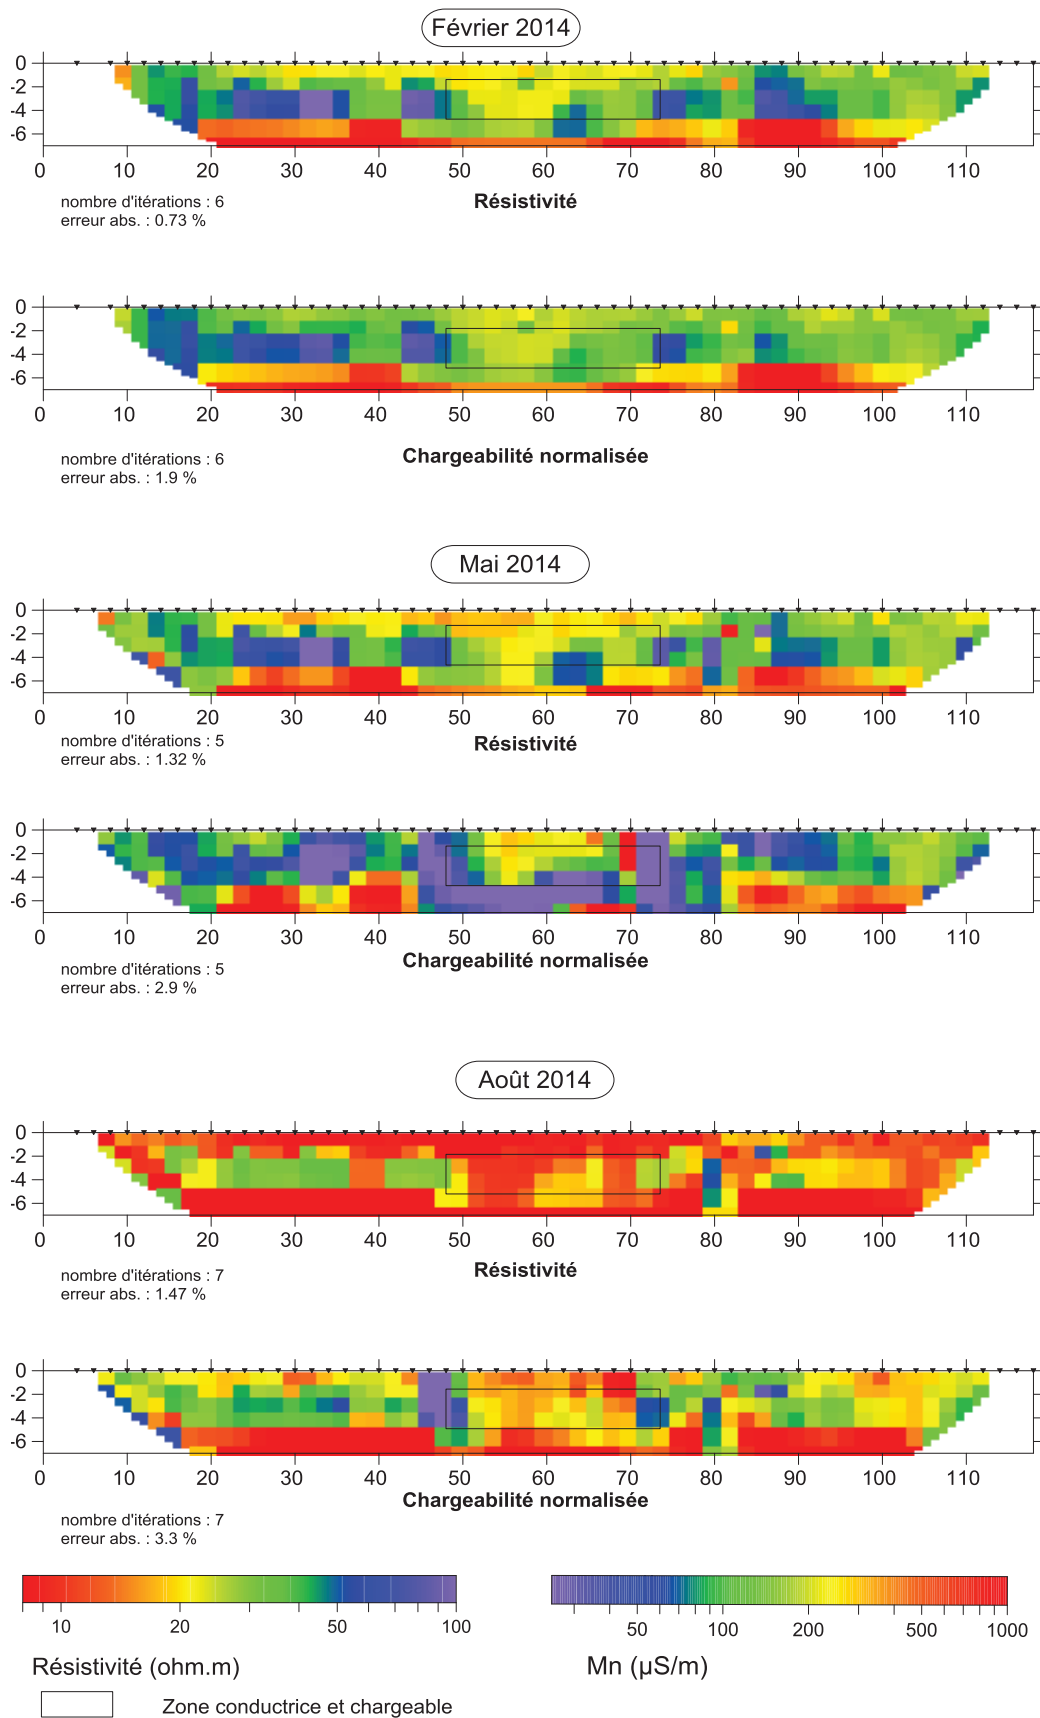 Février 2014
0
-2
-4
-6
0 10 20 30 40 50 60 70 80 90 100 110
nombre d'itérations : 6
erreur abs. : 0.73 %
Résistivité
0
-2
-4
-6
0 10 20 30 40 50 60 70 80 90 100 110
nombre d'itérations : 6
erreur abs. : 1.9 %
Chargeabilité normalisée
Mai 2014
0
-2
-4
-6
0 10 20 30 40 50 60 70 80 90 100 110
nombre d'itérations : 5
erreur abs. : 1.32 %
Résistivité
0
-2
-4
-6
0 10 20 30 40 50 60 70 80 90 100 110
nombre d'itérations : 5
erreur abs. : 2.9 %
Chargeabilité normalisée
Août 2014
0
-2
-4
-6
0 10 20 30 40 50 60 70 80 90 100 110
nombre d'itérations : 7
erreur abs. : 1.47 %
Résistivité
0
-2
-4
-6
0 10 20 30 40 50 60 70 80 90 100 110
Chargeabilité normalisée
nombre d'itérations : 7
erreur abs. : 3.3 %
10 20 50 100
Résistivité (ohm.m)
50 100 200 500 1000
Mn (µS/m)
Zone conductrice et chargeable